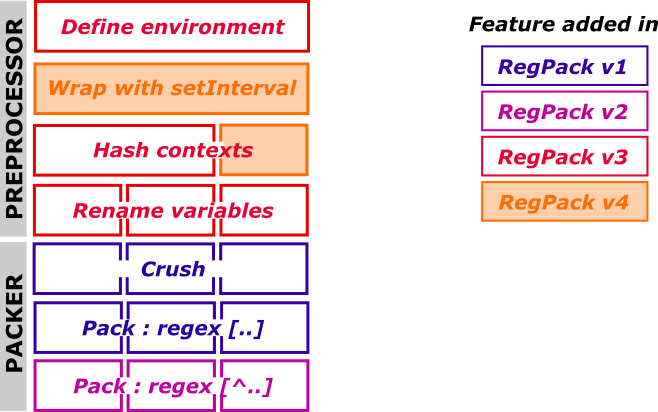 PREPROCESSOR
Define environment
Wrap with setInterval
Hash contexts
Rename variables
PACKER
Crush
Pack : regex [..]
Pack : regex [^..]
Feature added in
RegPack v1
RegPack v2
RegPack v3
RegPack v4